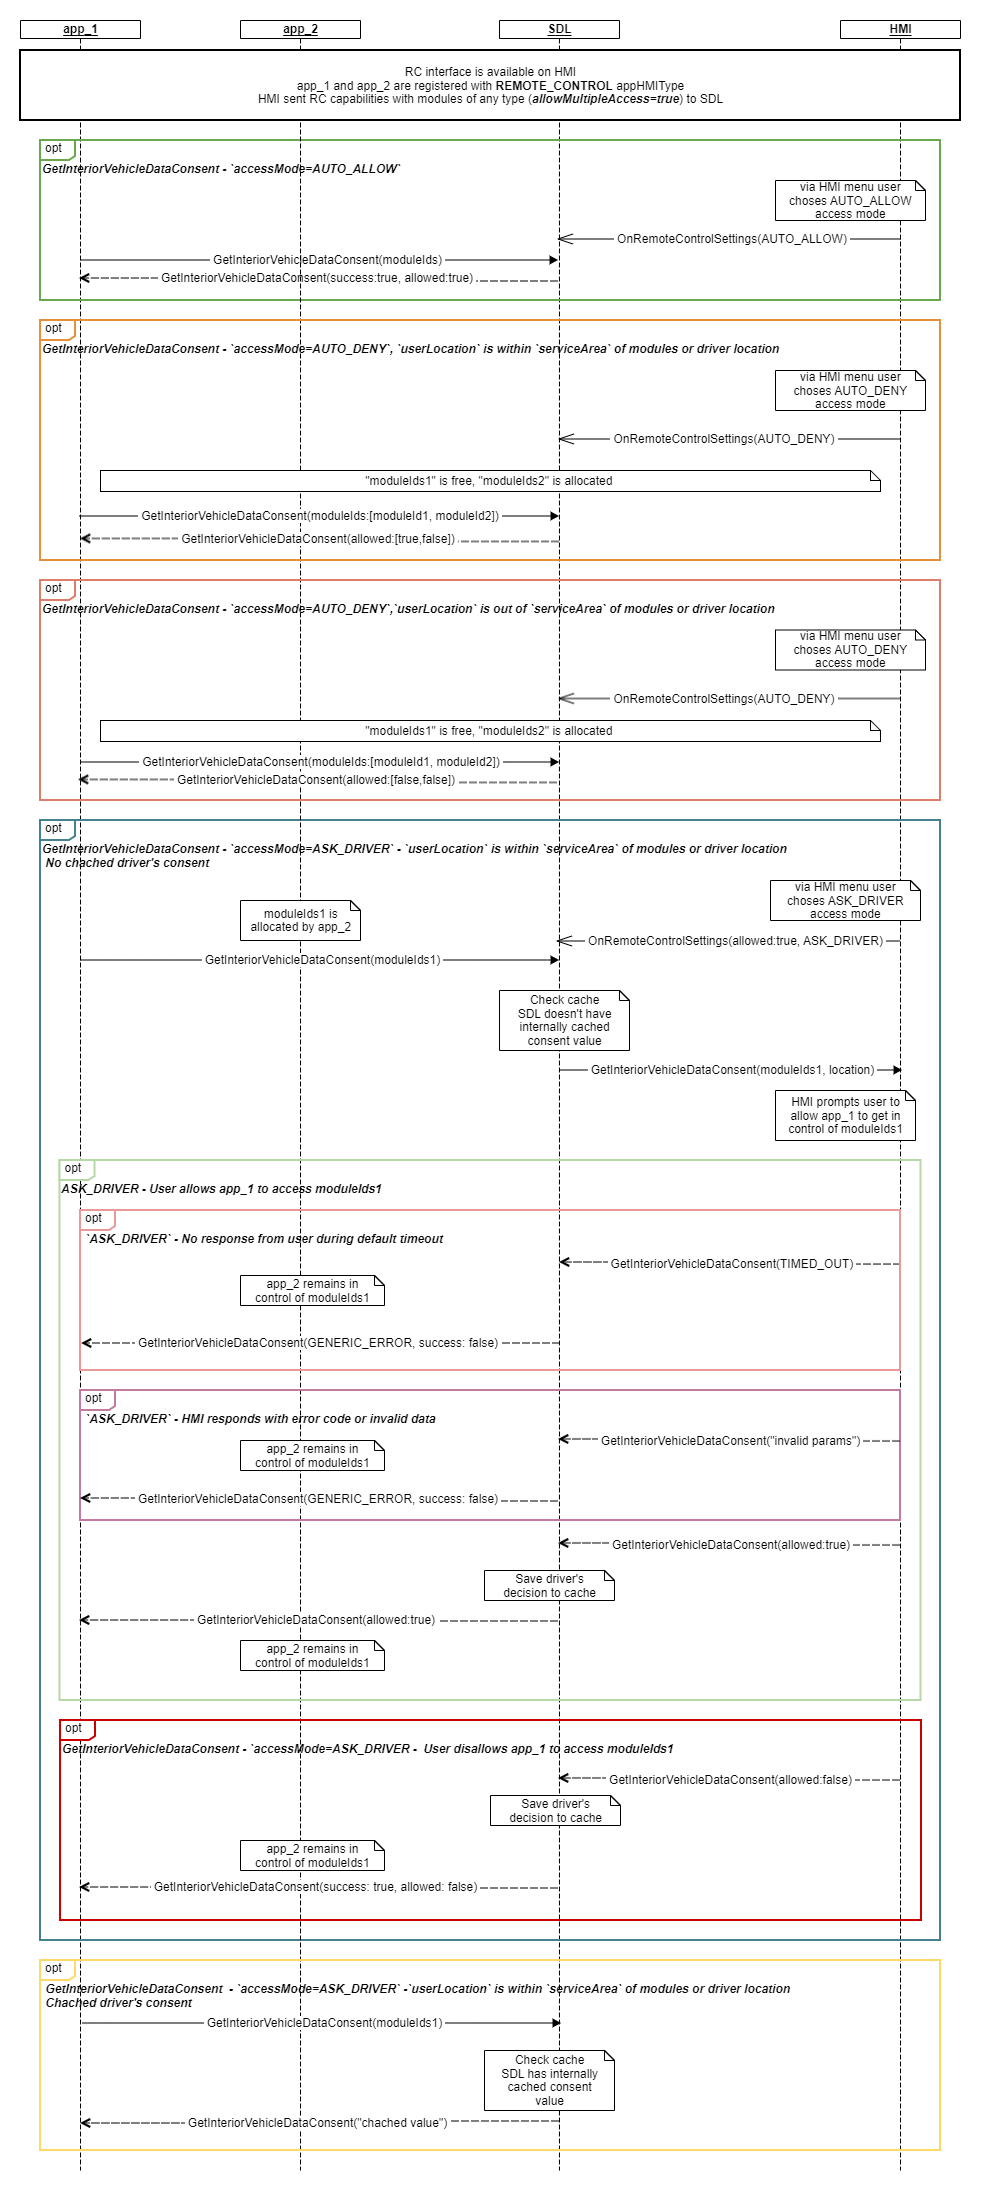 app_1
app_2
SDL
HMI
RC interface is available on HMI
app_1 and app_2 are registered with REMOTE_CONTROL appHMIType
HMI sent RC capabilities with modules of any type (allowMultipleAccess=true) to SDL
opt
GetInteriorVehicleDataConsent - `accessMode=AUTO_ALLOW`
via HMI menu user
choses AUTO_ALLOW
access mode
OnRemoteControlSettings(AUTO_ALLOW)
GetInteriorVehicleDataConsent(moduleIds)
GetInteriorVehicleDataConsent(success:true, allowed:true)
opt
GetInteriorVehicleDataConsent - `accessMode=AUTO_DENY`, `userLocation` is within `serviceArea` of modules or driver location
via HMI menu user
choses AUTO_DENY
access mode
OnRemoteControlSettings(AUTO_DENY)
"moduleIds1" is free, "moduleIds2" is allocated
GetInteriorVehicleDataConsent(moduleIds:[moduleId1, moduleId2])
GetInteriorVehicleDataConsent(allowed:[true,false])
opt
GetInteriorVehicleDataConsent - `accessMode=AUTO_DENY`,`userLocation` is out of `serviceArea` of modules or driver location
via HMI menu user
choses AUTO_DENY
access mode
OnRemoteControlSettings(AUTO_DENY)
"moduleIds1" is free, "moduleIds2" is allocated
GetInteriorVehicleDataConsent(moduleIds:[moduleId1, moduleId2])
GetInteriorVehicleDataConsent(allowed:[false,false])
opt
GetInteriorVehicleDataConsent - `accessMode=ASK_DRIVER` - `userLocation` is within `serviceArea` of modules or driver location
No chached driver's consent
via HMI menu user
choses ASK_DRIVER
access mode
moduleIds1 is
allocated by app_2
OnRemoteControlSettings(allowed:true, ASK_DRIVER)
GetInteriorVehicleDataConsent(moduleIds1)
Check cache
SDL doesn't have
internally cached
consent value
GetInteriorVehicleDataConsent(moduleIds1, location)
HMI prompts user to
allow app_1 to get in
control of moduleIds1
opt
ASK_DRIVER - User allows app_1 to access moduleIds1
opt
`ASK_DRIVER` - No response from user during default timeout
GetInteriorVehicleDataConsent(TIMED_OUT)
app_2 remains in
control of moduleIds1
GetInteriorVehicleDataConsent(GENERIC_ERROR, success: false)
opt
`ASK_DRIVER` - HMI responds with error code or invalid data
GetInteriorVehicleDataConsent("invalid params")
app_2 remains in
control of moduleIds1
GetInteriorVehicleDataConsent(GENERIC_ERROR, success: false)
GetInteriorVehicleDataConsent(allowed:true)
Save driver's
decision to cache
GetInteriorVehicleDataConsent(allowed:true)
app_2 remains in
control of moduleIds1
opt
GetInteriorVehicleDataConsent - `accessMode=ASK_DRIVER -  User disallows app_1 to access moduleIds1
GetInteriorVehicleDataConsent(allowed:false)
Save driver's
decision to cache
app_2 remains in
control of moduleIds1
GetInteriorVehicleDataConsent(success: true, allowed: false)
opt
GetInteriorVehicleDataConsent  - `accessMode=ASK_DRIVER` -`userLocation` is within `serviceArea` of modules or driver location
Chached driver's consent
GetInteriorVehicleDataConsent(moduleIds1)
Check cache
SDL has internally
cached consent
value
GetInteriorVehicleDataConsent("chached value")